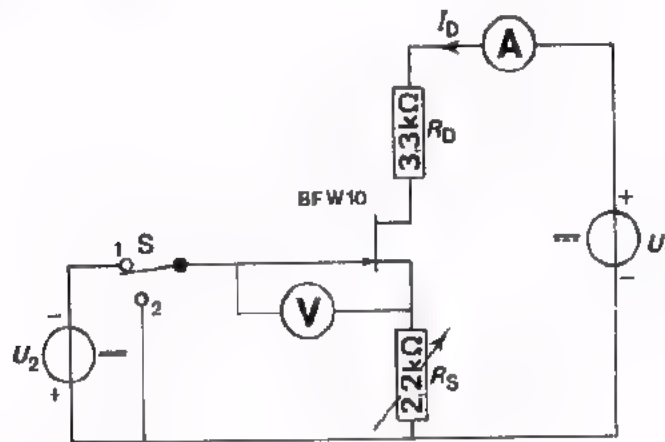 I_D
A
3.3kΩ
R_D
BFW10
+
U
-
1
S
2
-
U_2
+
V
2.2kΩ
R_S